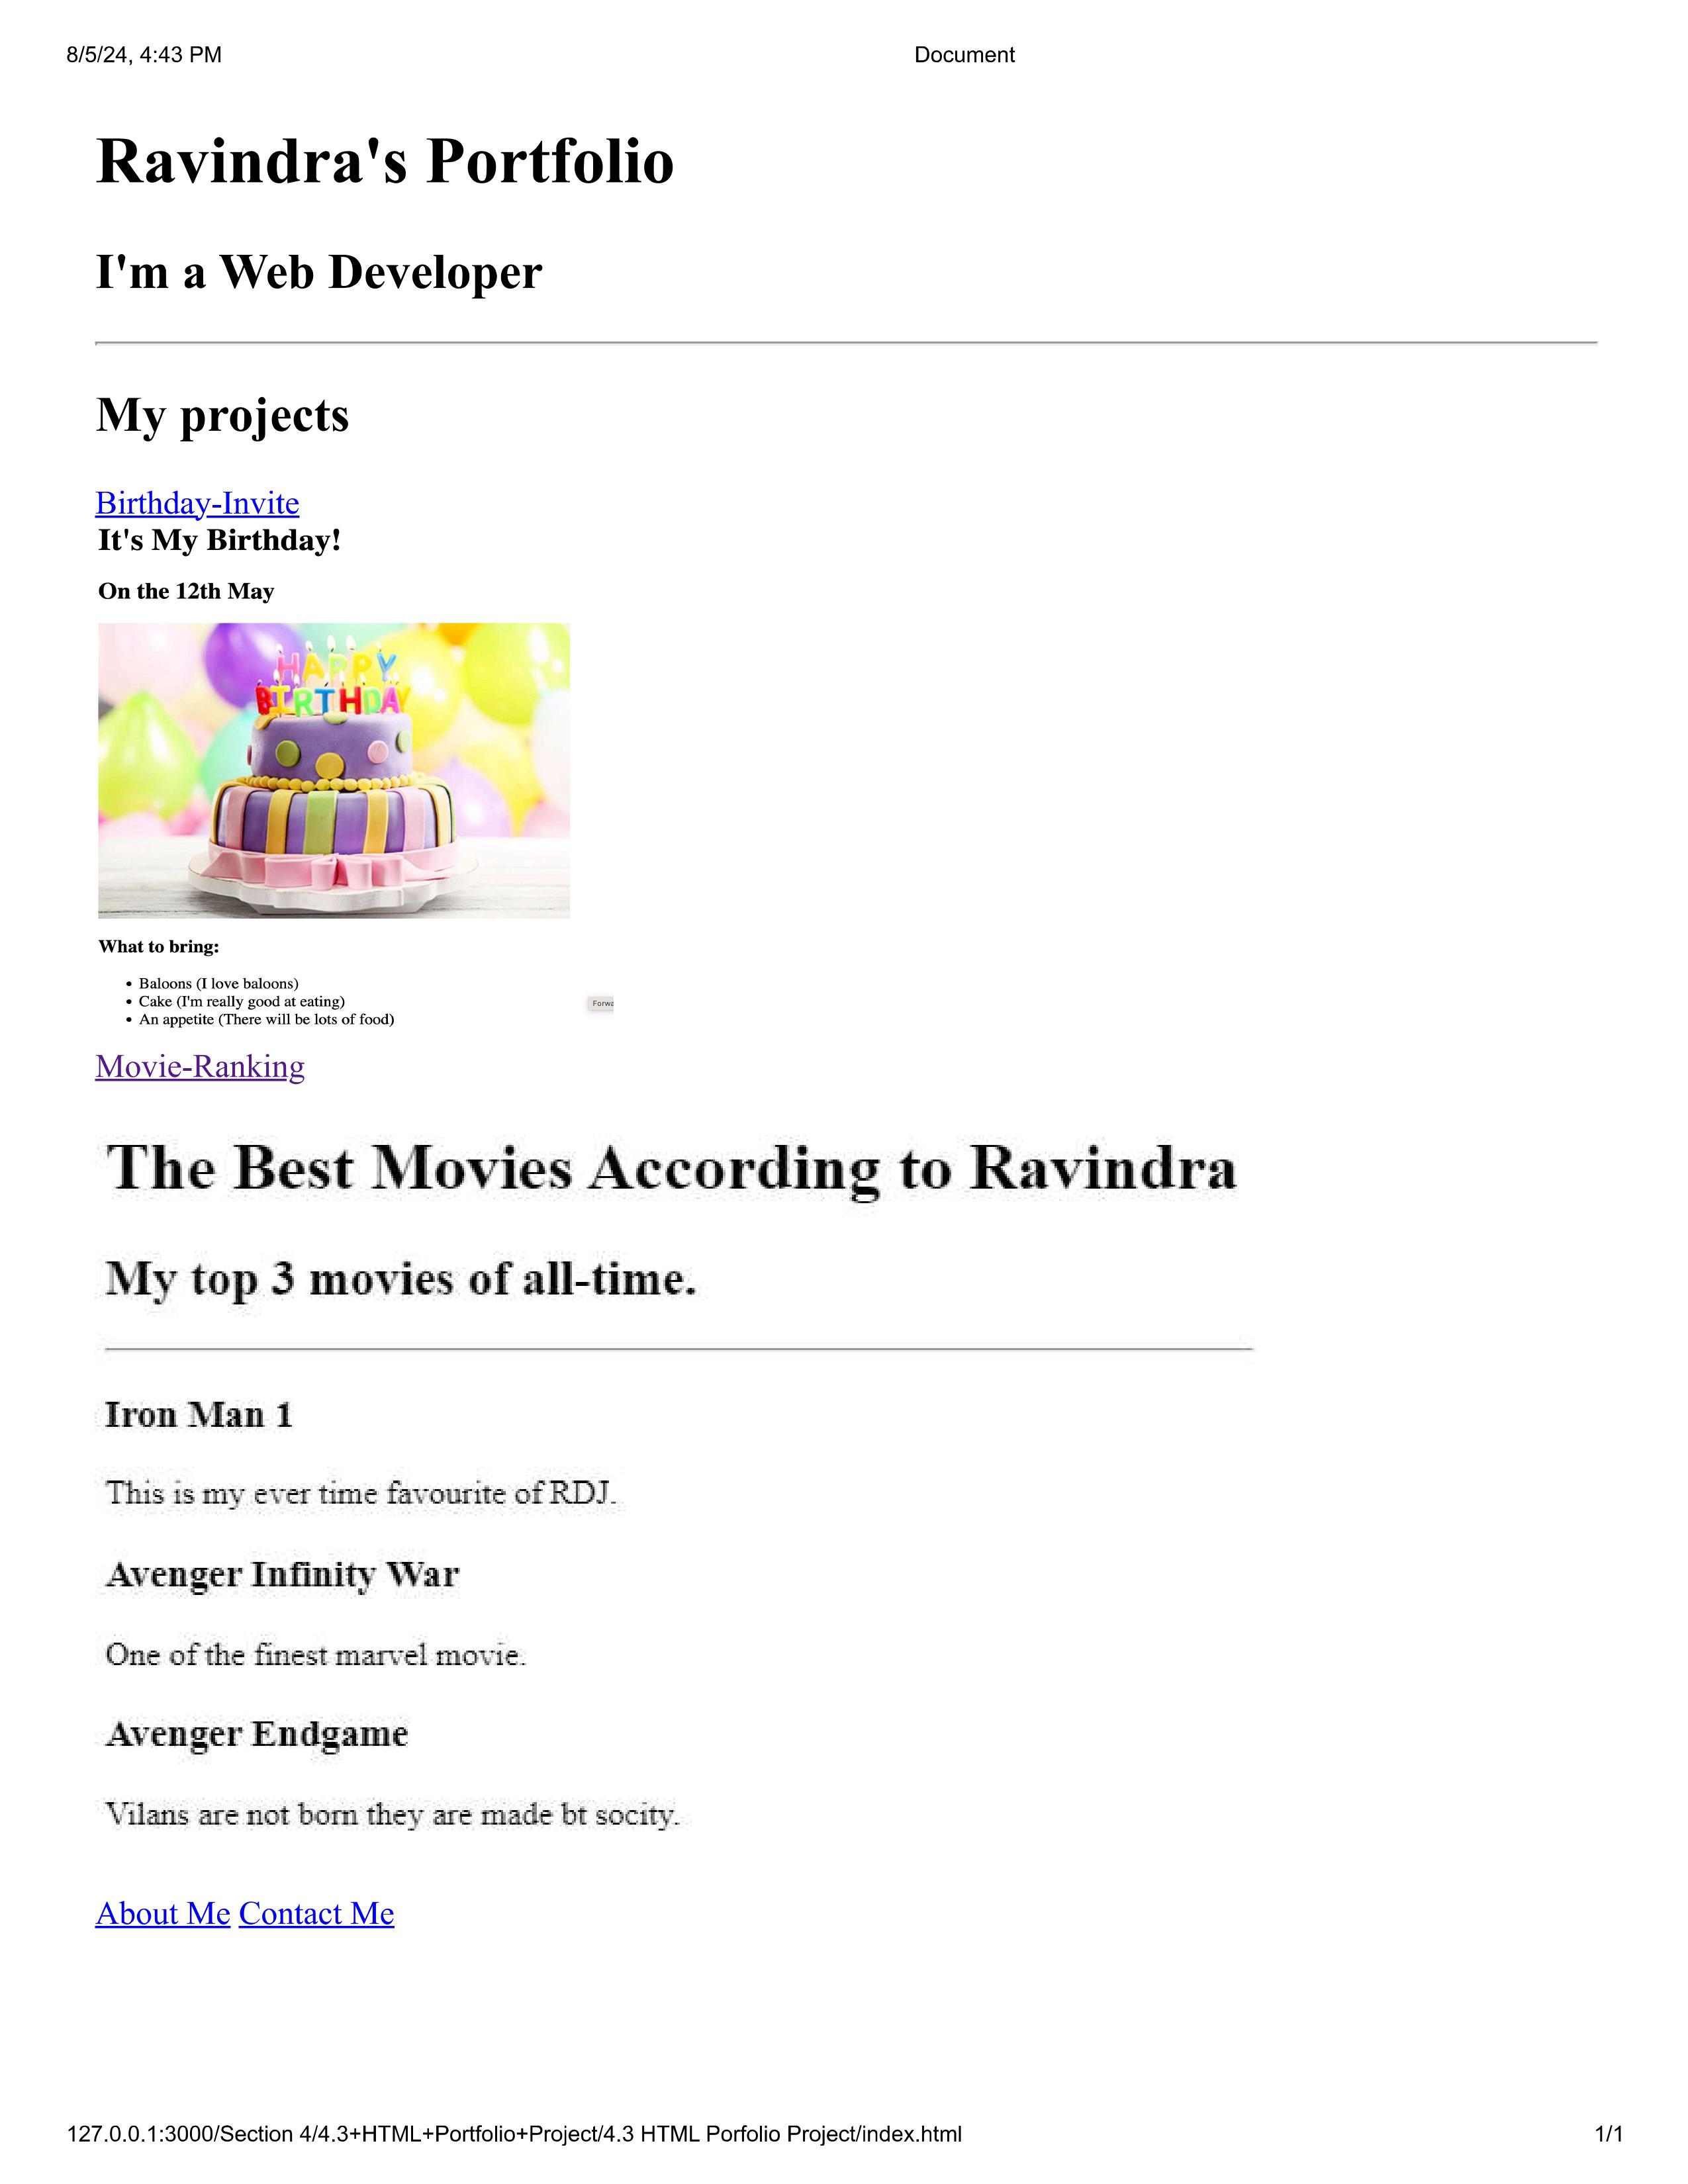 8/5/24, 4:43 PM Document
Ravindra's Portfolio
I'm a Web Developer
My projects
Birthday-Invite
It's My Birthday!
On the 12th May
HAPPY
BIRTHDAY
What to bring:
• Baloons (I love baloons)
• Cake (I'm really good at eating)
• An appetite (There will be lots of food)
Forwa
Movie-Ranking
The Best Movies According to Ravindra
My top 3 movies of all-time.
Iron Man 1
This is my ever time favourite of RDJ.
Avenger Infinity War
One of the finest marvel movie.
Avenger Endgame
Vilans are not born they are made bt socity.
About Me Contact Me
127.0.0.1:3000/Section 4/4.3+HTML+Portfolio+Project/4.3 HTML Porfolio Project/index.html 1/1